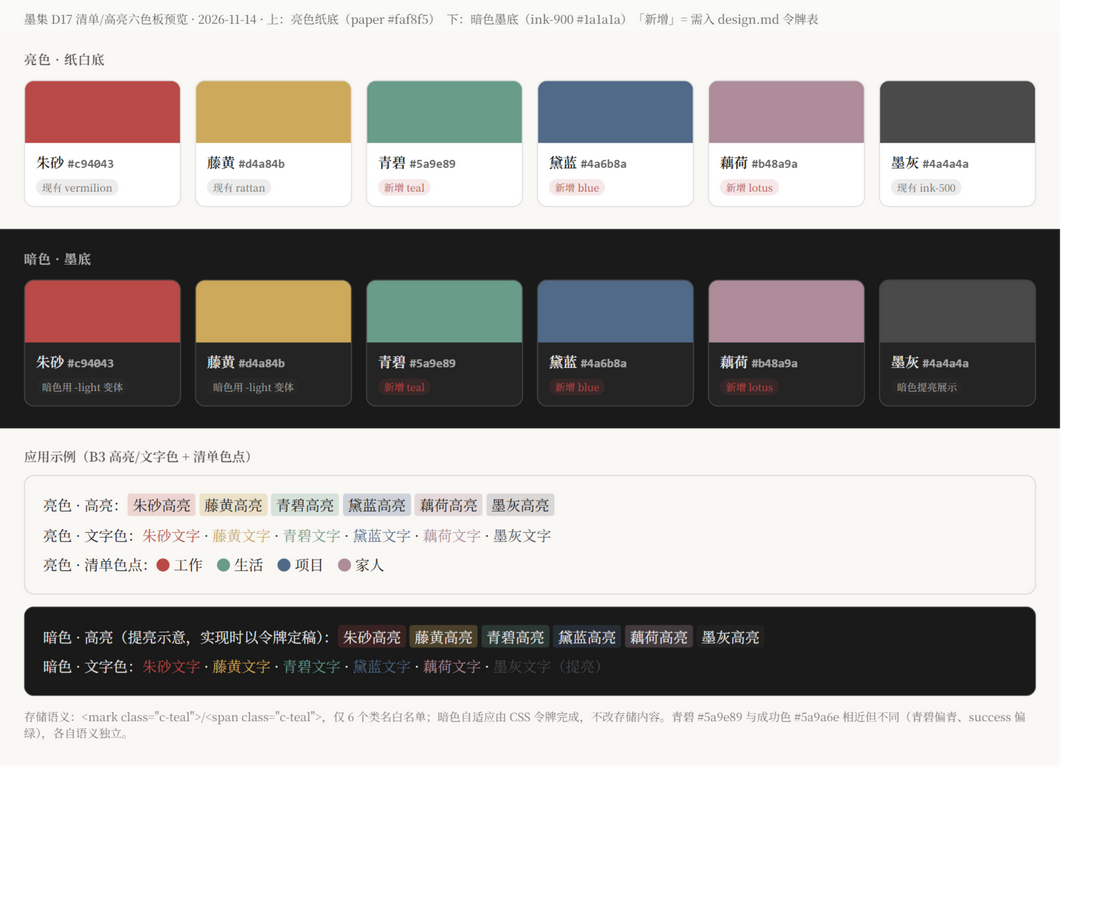 墨集 D17 清单/高亮六色板预览 · 2026-11-14 · 上：亮色纸底（paper #faf8f5） 下：暗色墨底（ink-900 #1a1a1a）「新增」= 需入 design.md 令牌表
亮色 · 纸白底
朱砂 #c94043
现有 vermilion
藤黄 #d4a84b
现有 rattan
青碧 #5a9e89
新增 teal
黛蓝 #4a6b8a
新增 blue
藕荷 #b48a9a
新增 lotus
墨灰 #4a4a4a
现有 ink-500
暗色 · 墨底
朱砂 #c94043
暗色用 -light 变体
藤黄 #d4a84b
暗色用 -light 变体
青碧 #5a9e89
新增 teal
黛蓝 #4a6b8a
新增 blue
藕荷 #b48a9a
新增 lotus
墨灰 #4a4a4a
暗色提亮展示
应用示例（B3 高亮/文字色 + 清单色点）
亮色 · 高亮：朱砂高亮 藤黄高亮 青碧高亮 黛蓝高亮 藕荷高亮 墨灰高亮
亮色 · 文字色：朱砂文字 · 藤黄文字 · 青碧文字 · 黛蓝文字 · 藕荷文字 · 墨灰文字
亮色 · 清单色点：工作 生活 项目 家人
暗色 · 高亮（提亮示意，实现时以令牌定稿）：朱砂高亮 藤黄高亮 青碧高亮 黛蓝高亮 藕荷高亮 墨灰高亮
暗色 · 文字色：朱砂文字 · 藤黄文字 · 青碧文字 · 黛蓝文字 · 藕荷文字 · 墨灰文字（提亮）
存储语义：<mark class="c-teal">/<span class="c-teal">，仅 6 个类名白名单；暗色自适应由 CSS 令牌完成，不改存储内容。青碧 #5a9e89 与成功色 #5a9a6e 相近但不同（青碧偏青、success 偏
绿），各自语义独立。